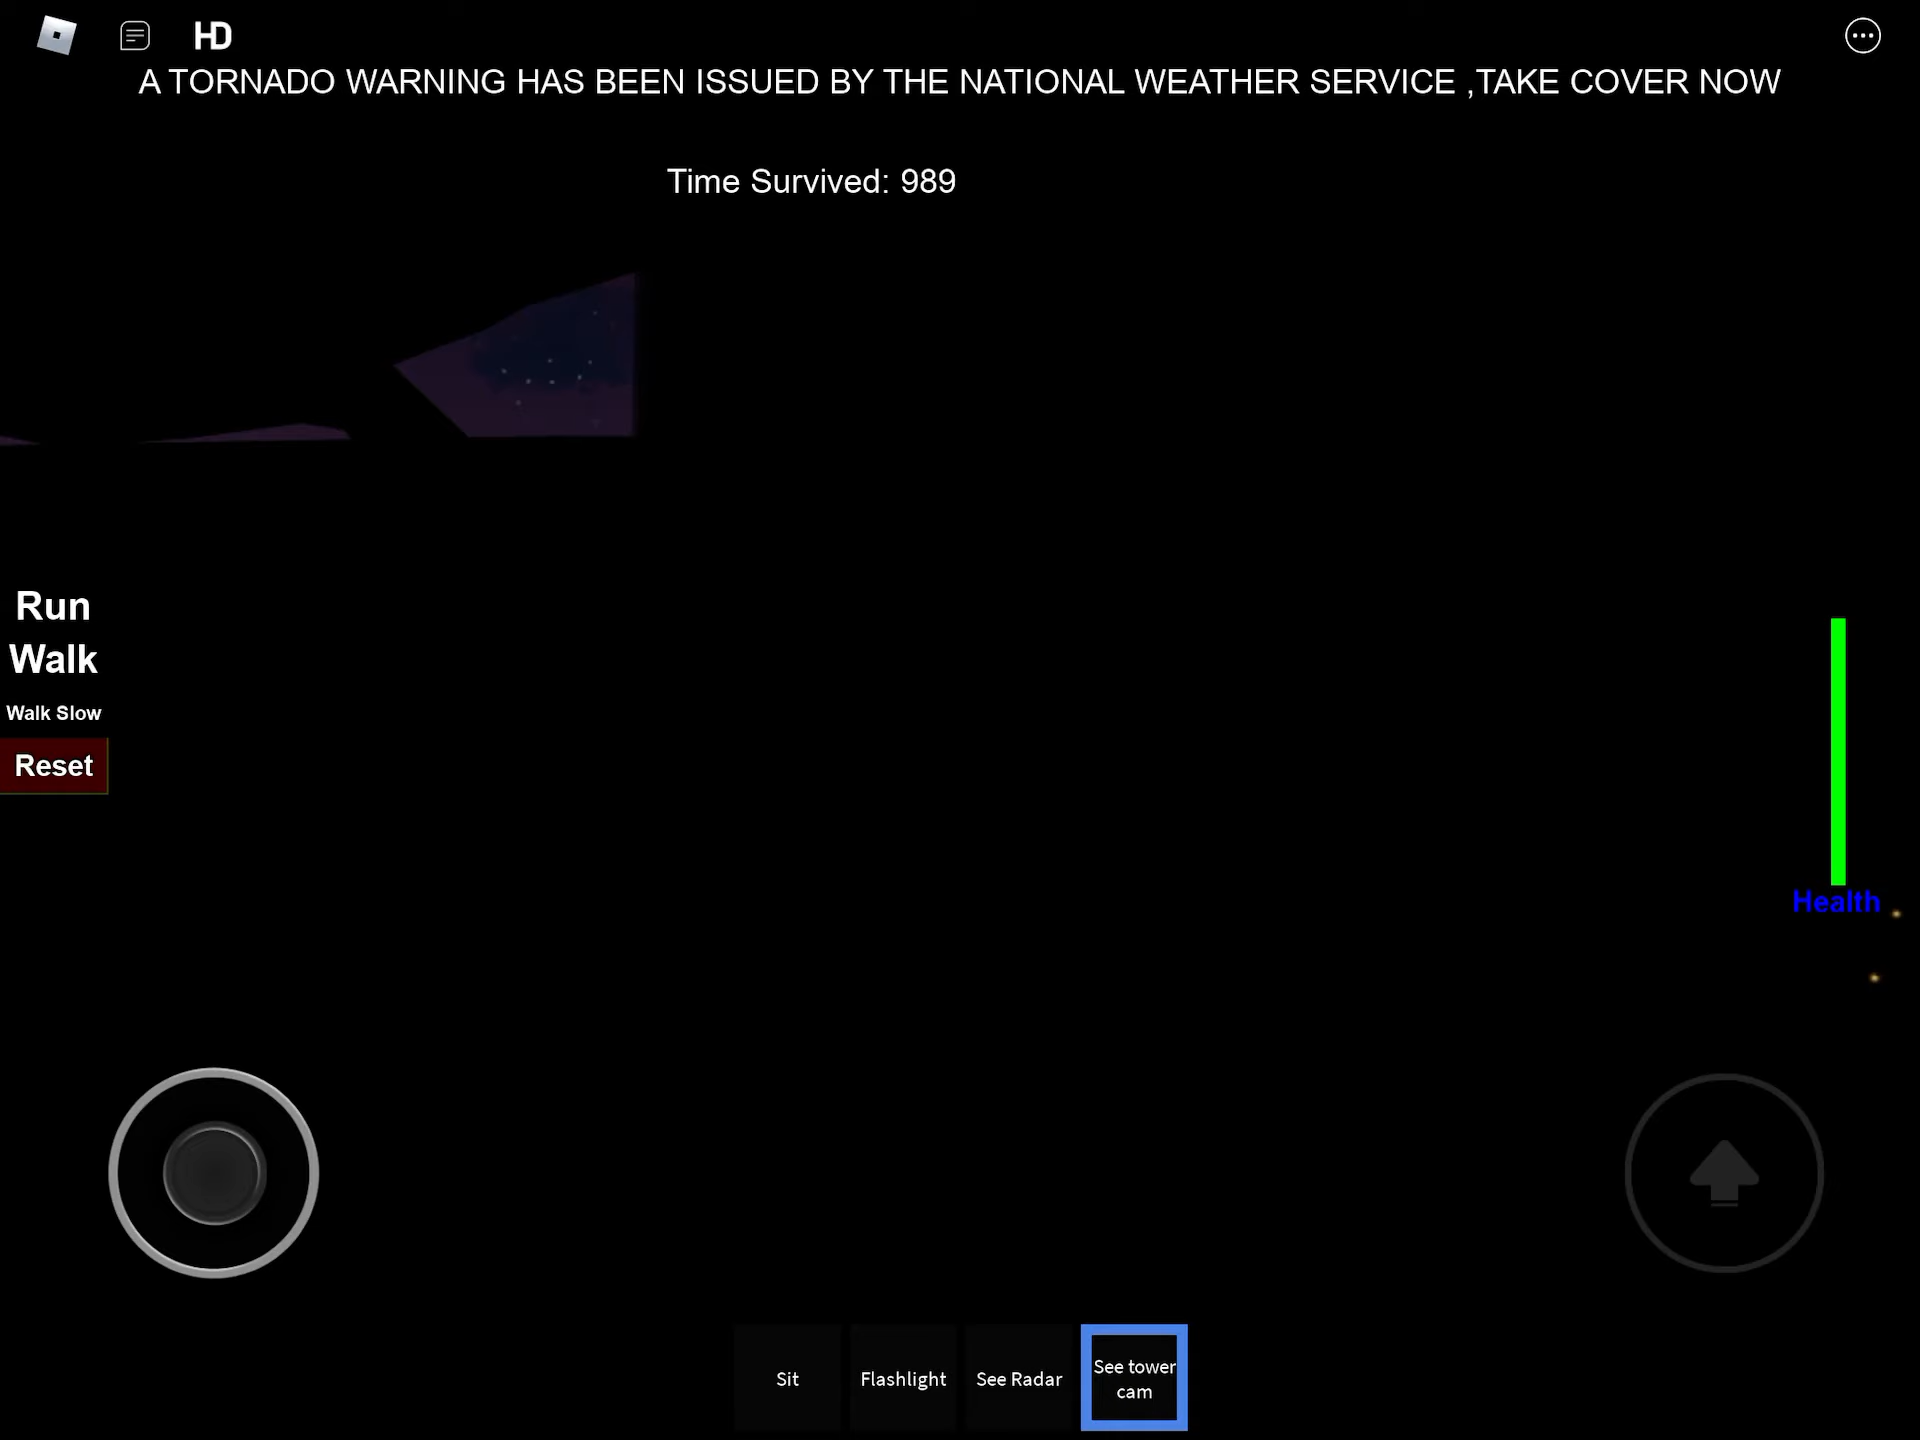 HD
A TORNADO WARNING HAS BEEN ISSUED BY THE NATIONAL WEATHER SERVICE ,TAKE COVER NOW
Time Survived: 989
Run
Walk
Walk Slow
Reset
Health
Sit
Flashlight
See Radar
See tower
cam